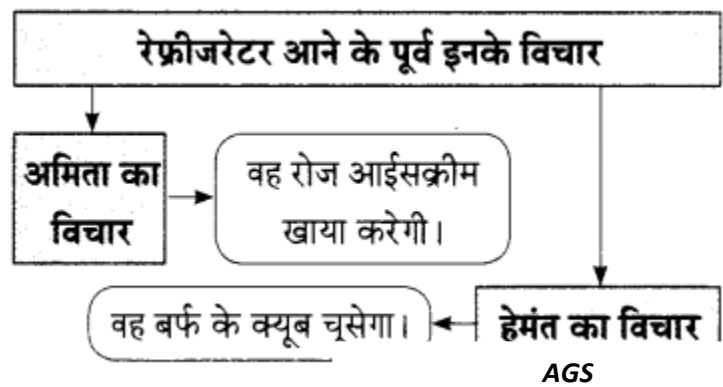 रेफ्रीजरेटर आने के पूर्व इनके विचार
अमिता का
विचार
वह रोज आईसक्रीम
खाया करेगी।
वह बर्फ के क्यूब चूसेगा।
हेमंत का विचार
AGS